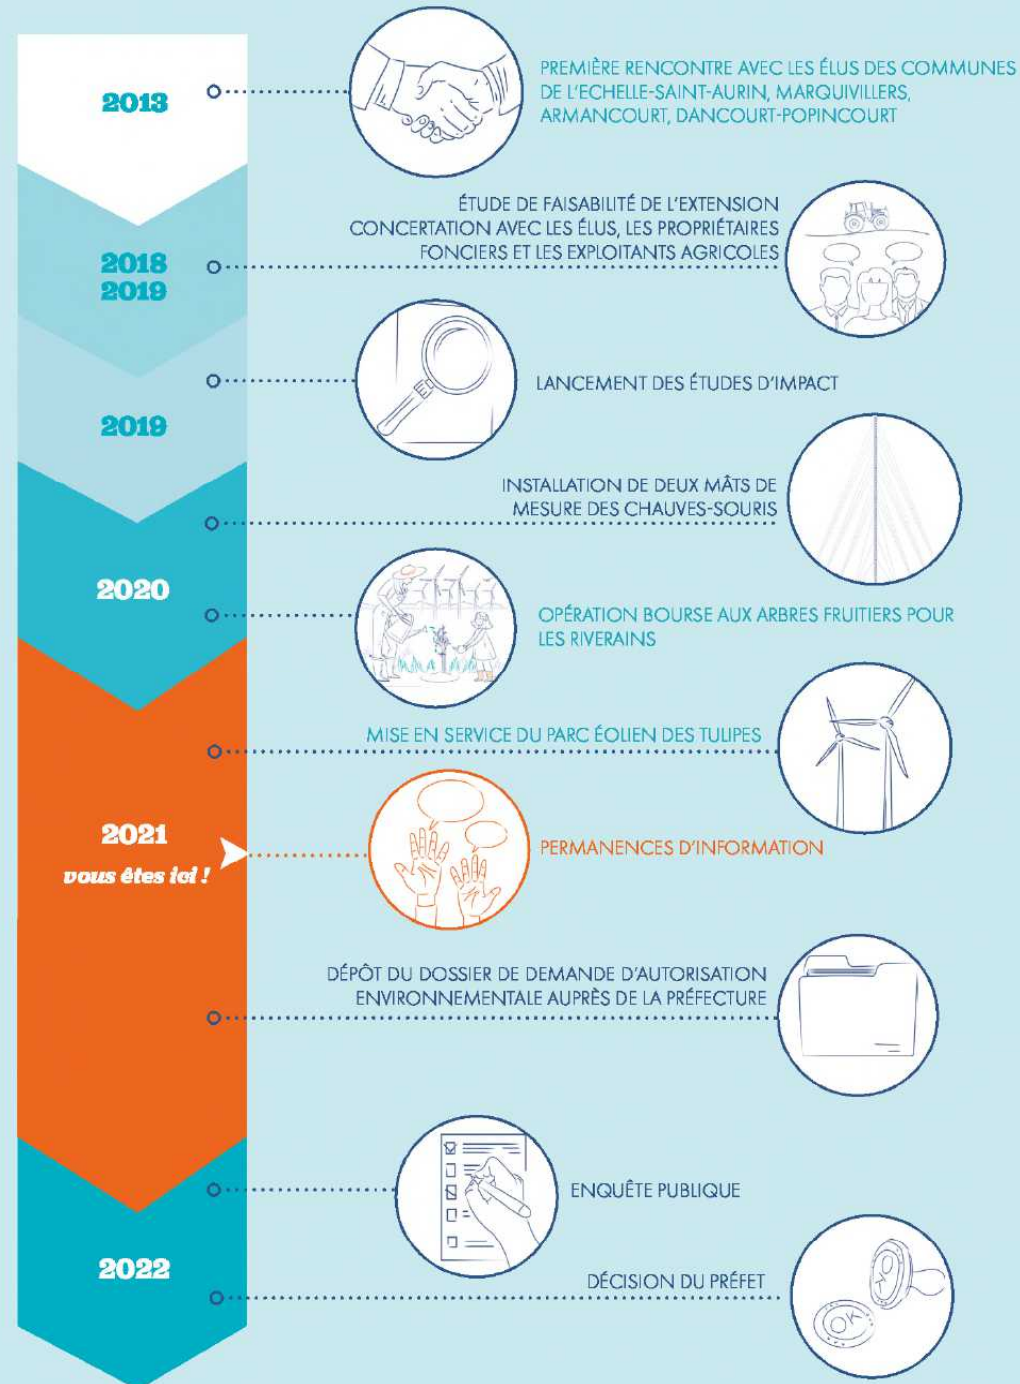 2013
PREMIÈRE RENCONTRE AVEC LES ÉLUS DES COMMUNES
DE L'ECHELLE-SAINT-AURIN, MARQUIVILLERS,
ARMANCOURT, DANCOURT-POPINCOURT
2018
2019
ÉTUDE DE FAISABILITÉ DE L'EXTENSION
CONCERTATION AVEC LES ÉLUS, LES PROPRIÉTAIRES
FONCIERS ET LES EXPLOITANTS AGRICOLES
2019
LANCEMENT DES ÉTUDES D'IMPACT
INSTALLATION DE DEUX MÂTS DE
MESURE DES CHAUVES-SOURIS
2020
OPÉRATION BOURSE AUX ARBRES FRUITIERS POUR
LES RIVERAINS
MISE EN SERVICE DU PARC ÉOLIEN DES TULIPES
2021
vous êtes ici !
PERMANENCES D'INFORMATION
DÉPÔT DU DOSSIER DE DEMANDE D'AUTORISATION
ENVIRONNEMENTALE AUPRÈS DE LA PRÉFECTURE
ENQUÊTE PUBLIQUE
2022
DÉCISION DU PRÉFET
OK
OK